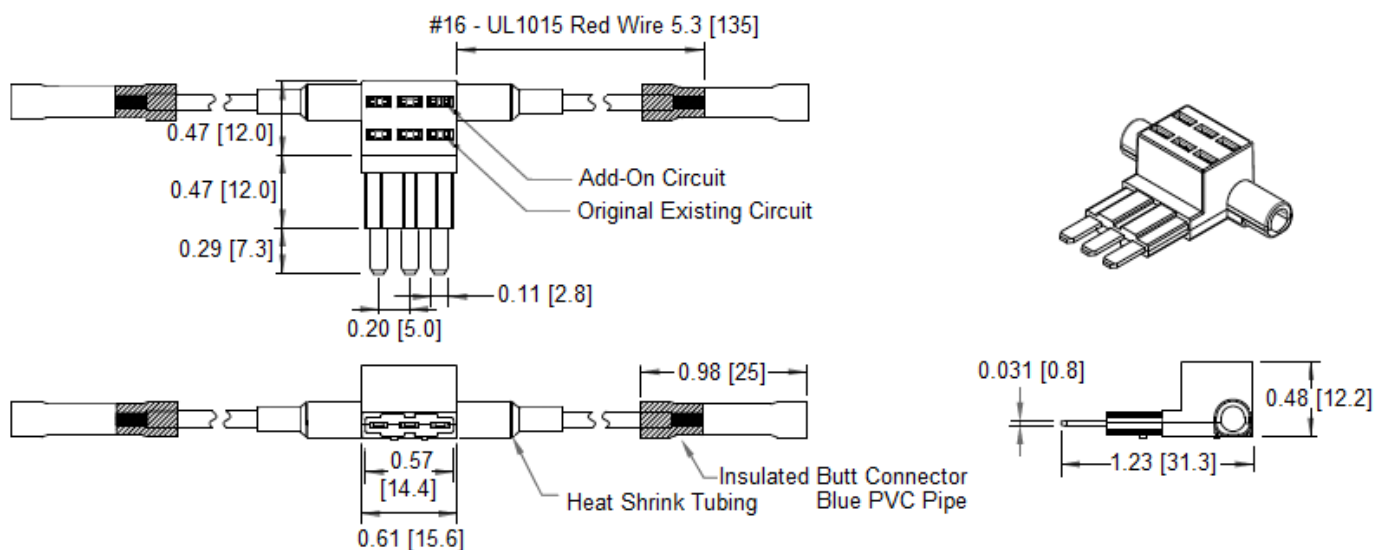 #16 - UL1015 Red Wire 5.3 [135]
0.47 [12.0]
Add-On Circuit
0.47 [12.0]
Original Existing Circuit
0.29 [7.3]
0.11 [2.8]
0.20 [5.0]
0.98 [25]
0.031 [0.8]
0.48 [12.2]
0.57
[14.4]
1.23 [31.3]
Insulated Butt Connector
Blue PVC Pipe
Heat Shrink Tubing
0.61 [15.6]